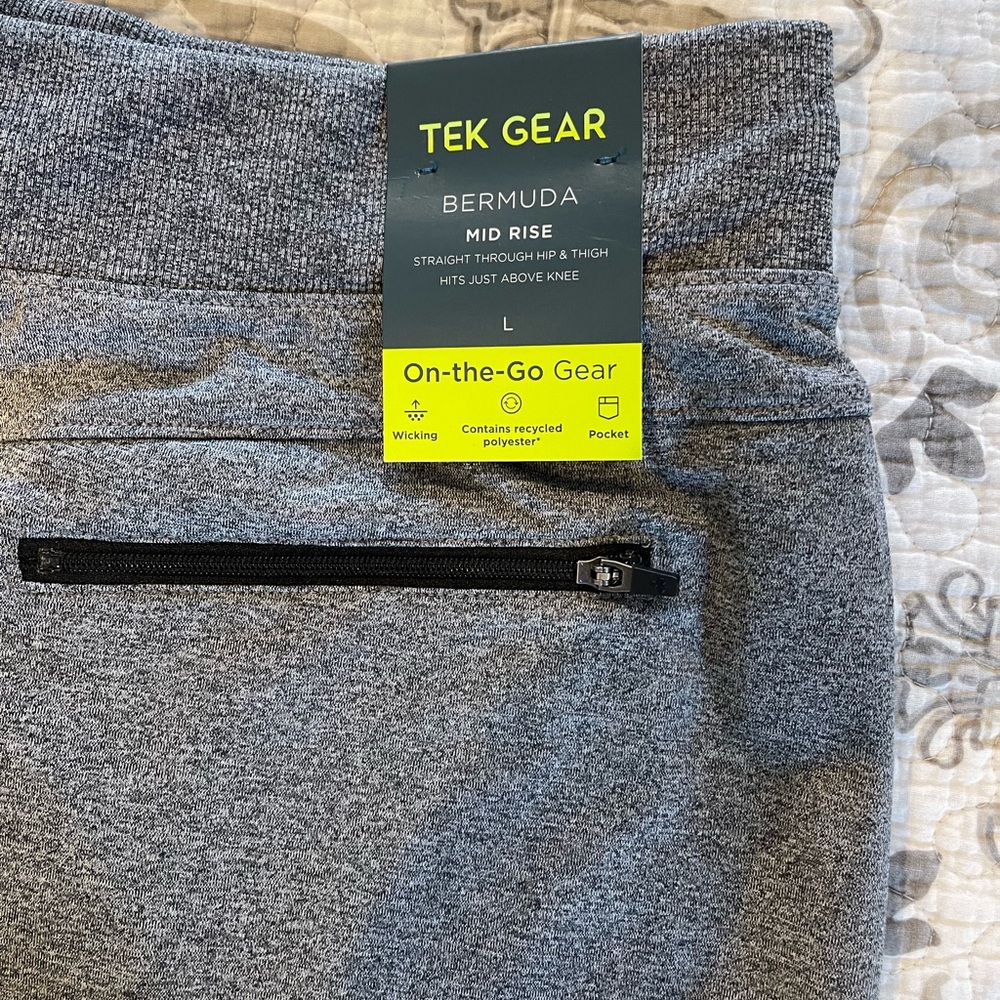 TEK GEAR
BERMUDA
MID RISE
STRAIGHT THROUGH HIP & THIGH
HITS JUST ABOVE KNEE
L
On-the-Go Gear
Wicking
Contains recycled
polyester*
Pocket